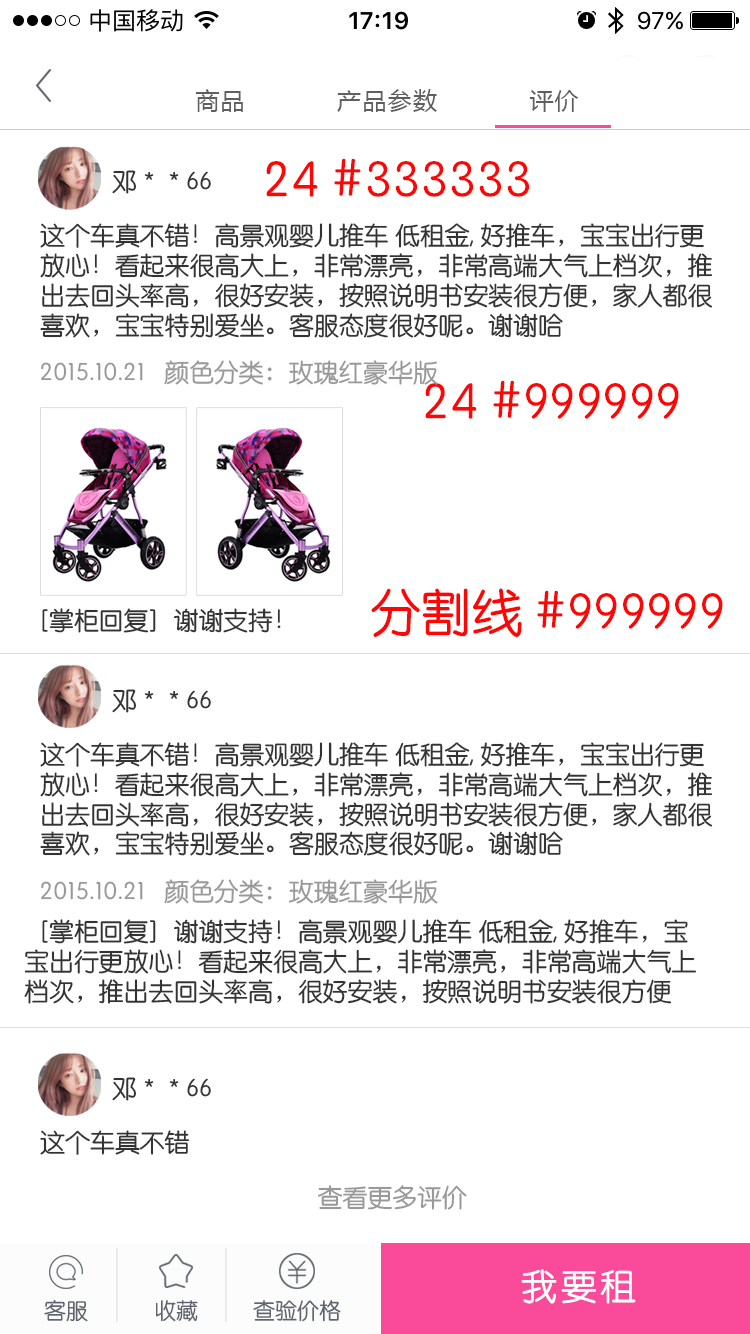 中国移动 17:19 97%
商品 产品参数 评价
邓＊ ＊66 24 #333333
这个车真不错！高景观婴儿推车 低租金, 好推车，宝宝出行更
放心！看起来很高大上，非常漂亮，非常高端大气上档次，推
出去回头率高，很好安装，按照说明书安装很方便，家人都很
喜欢，宝宝特别爱坐。客服态度很好呢。谢谢哈
2015.10.21 颜色分类：玫瑰红豪华版
24 #999999
分割线 #999999
[掌柜回复] 谢谢支持！
邓＊ ＊66
这个车真不错！高景观婴儿推车 低租金, 好推车，宝宝出行更
放心！看起来很高大上，非常漂亮，非常高端大气上档次，推
出去回头率高，很好安装，按照说明书安装很方便，家人都很
喜欢，宝宝特别爱坐。客服态度很好呢。谢谢哈
2015.10.21 颜色分类：玫瑰红豪华版
[掌柜回复] 谢谢支持！高景观婴儿推车 低租金, 好推车，宝
宝出行更放心！看起来很高大上，非常漂亮，非常高端大气上
档次，推出去回头率高，很好安装，按照说明书安装很方便
邓＊ ＊66
这个车真不错
查看更多评价
客服 收藏 查验价格 我要租